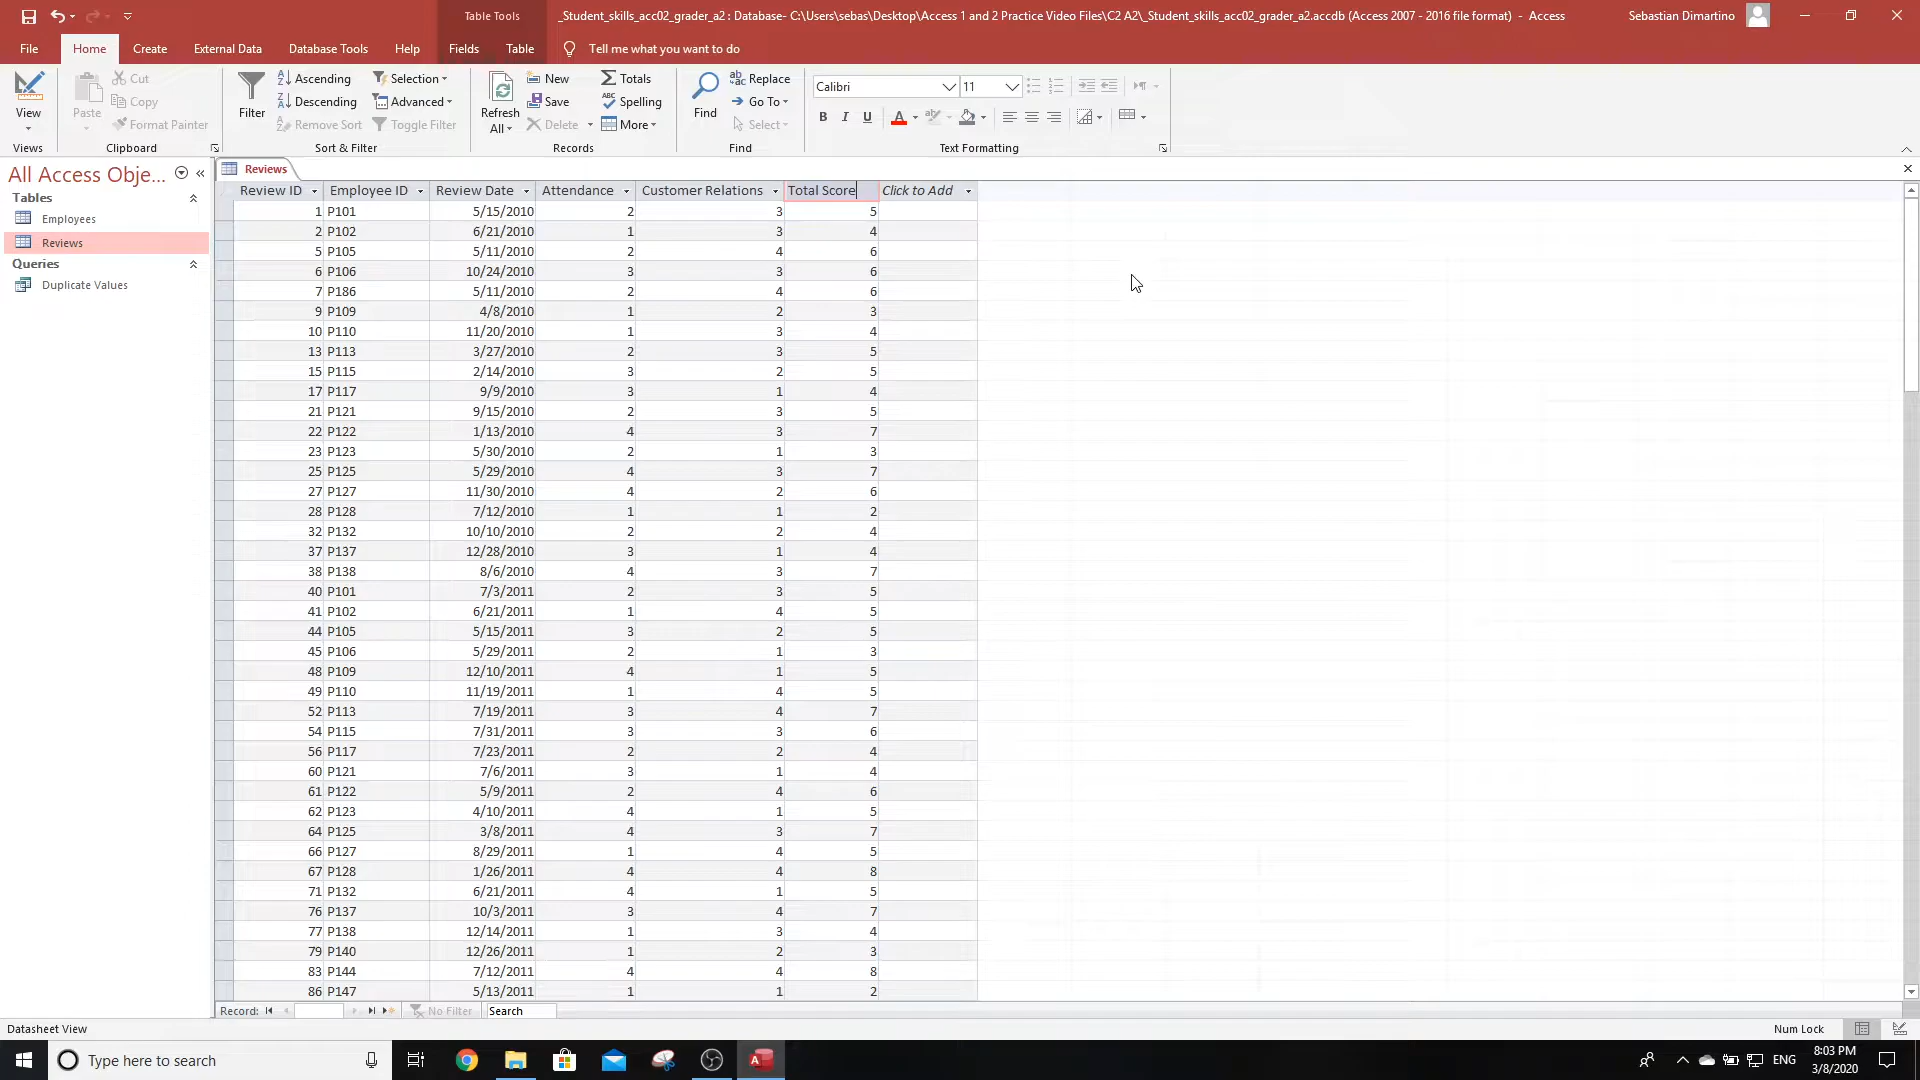 Table Tools
_Student_skills_acc02_grader_a2 : Database- C:\Users\sebas\Desktop\Access 1 and 2 Practice Video Files\C2 A2\_Student_skills_acc02_grader_a2.accdb (Access 2007 - 2016 file format) - Access
Sebastian Dimartino
File Home Create External Data Database Tools Help Fields Table Tell me what you want to do
View
Views
Paste
Cut
Copy
Format Painter
Clipboard
Filter
Ascending
Descending
Remove Sort
Selection
Advanced
Toggle Filter
Sort & Filter
Refresh All
New
Save
Delete
Totals
Spelling
More
Records
Find
Replace
Go To
Select
Find
Calibri 11
B I U
Text Formatting
All Access Obje...
Tables
Employees
Reviews
Queries
Duplicate Values
Reviews
Review ID Employee ID Review Date Attendance Customer Relations Total Score Click to Add
1 P101 5/15/2010 2 3 5
2 P102 6/21/2010 1 3 4
5 P105 5/11/2010 2 4 6
6 P106 10/24/2010 3 3 6
7 P186 5/11/2010 2 4 6
9 P109 4/8/2010 1 2 3
10 P110 11/20/2010 1 3 4
13 P113 3/27/2010 2 3 5
15 P115 2/14/2010 3 2 5
17 P117 9/9/2010 3 1 4
21 P121 9/15/2010 2 3 5
22 P122 1/13/2010 4 3 7
23 P123 5/30/2010 2 1 3
25 P125 5/29/2010 4 3 7
27 P127 11/30/2010 4 2 6
28 P128 7/12/2010 1 1 2
32 P132 10/10/2010 2 2 4
37 P137 12/28/2010 3 1 4
38 P138 8/6/2010 4 3 7
40 P101 7/3/2011 2 3 5
41 P102 6/21/2011 1 4 5
44 P105 5/15/2011 3 2 5
45 P106 5/29/2011 2 1 3
48 P109 12/10/2011 4 1 5
49 P110 11/19/2011 1 4 5
52 P113 7/19/2011 3 4 7
54 P115 7/31/2011 3 3 6
56 P117 7/23/2011 2 2 4
60 P121 7/6/2011 3 1 4
61 P122 5/9/2011 2 4 6
62 P123 4/10/2011 4 1 5
64 P125 3/8/2011 4 3 7
66 P127 8/29/2011 1 4 5
67 P128 1/26/2011 4 4 8
71 P132 6/21/2011 4 1 5
76 P137 10/3/2011 3 4 7
77 P138 12/14/2011 1 3 4
79 P140 12/26/2011 1 2 3
83 P144 7/12/2011 4 4 8
86 P147 5/13/2011 1 1 2
Record: No Filter Search
Datasheet View
Num Lock
Type here to search
ENG
8:03 PM
3/8/2020